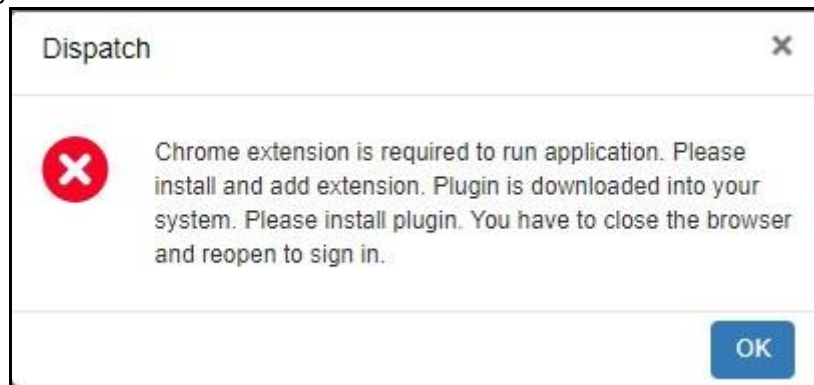 Dispatch
Chrome extension is required to run application. Please
install and add extension. Plugin is downloaded into your
system. Please install plugin. You have to close the browser
and reopen to sign in.
OK